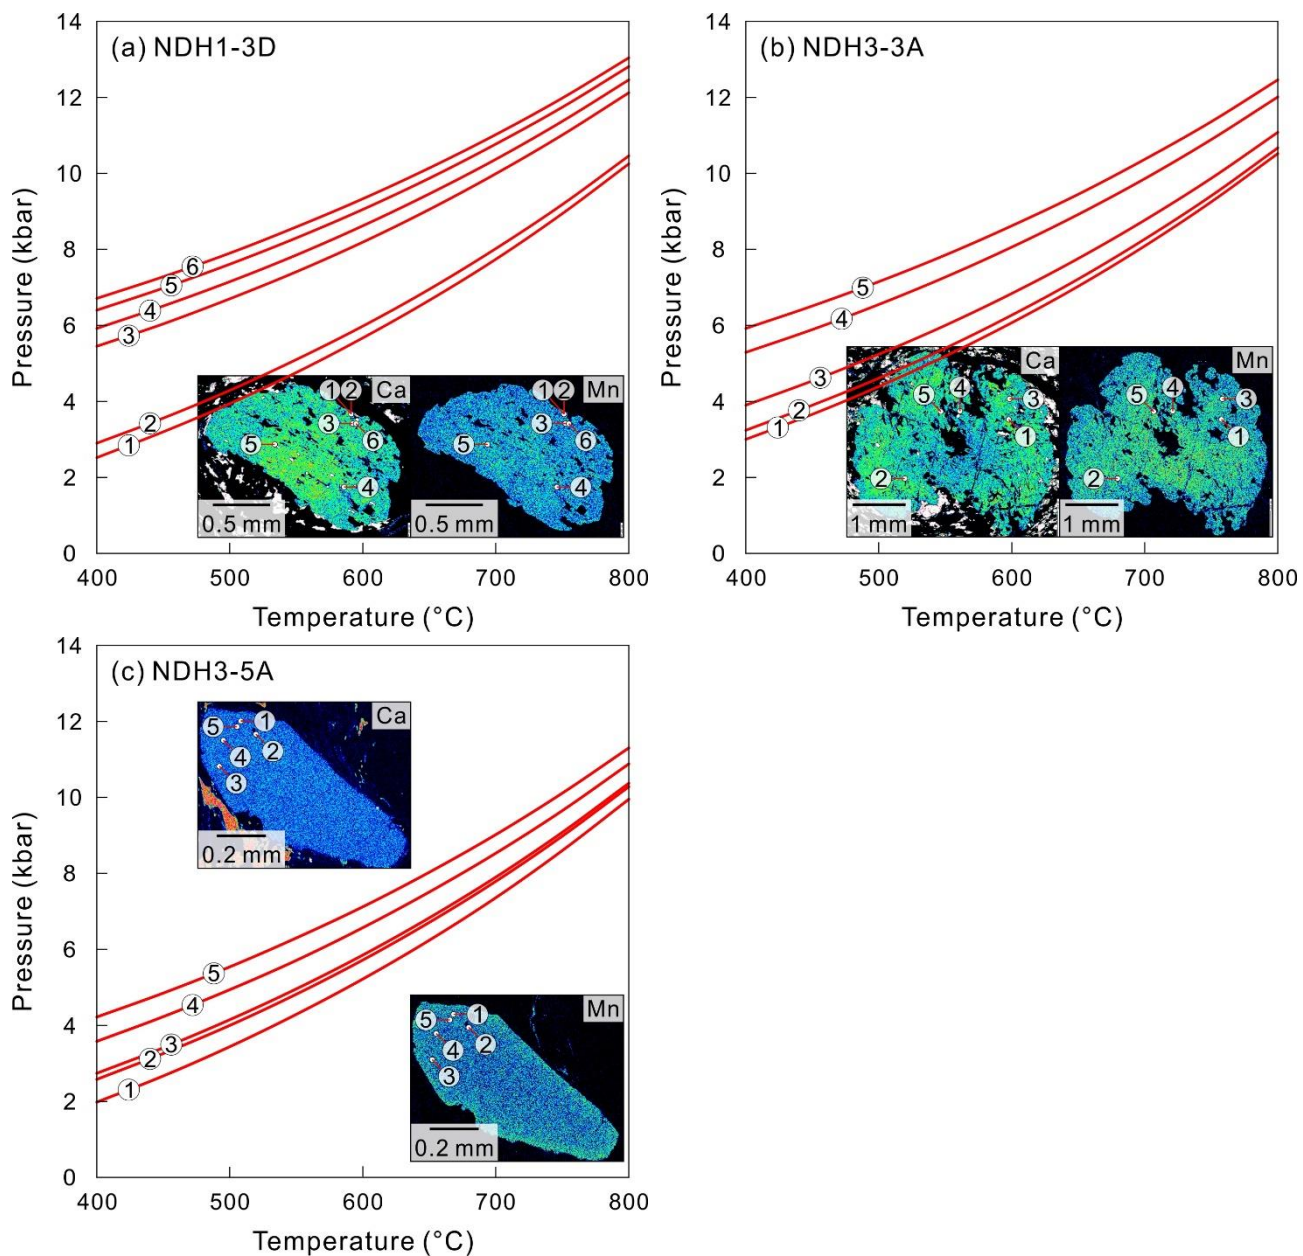 (a) NDH1-3D
14
12
10
8
6
4
2
0
Pressure (kbar)
6
5
4
3
2
1
Ca
1 2
3
6
5
4
0.5 mm
Mn
1 2
3
6
5
4
0.5 mm
400 500 600 700 800
Temperature (°C)
(b) NDH3-3A
14
12
10
8
6
4
2
0
Pressure (kbar)
5
4
3
2
1
Ca
5
4
3
1
2
1 mm
Mn
5
4
3
1
2
1 mm
400 500 600 700 800
Temperature (°C)
(c) NDH3-5A
14
12
10
8
6
4
2
0
Pressure (kbar)
Ca
5
1
2
4
3
0.2 mm
5
4
3
2
1
Mn
5
1
2
4
3
0.2 mm
400 500 600 700 800
Temperature (°C)